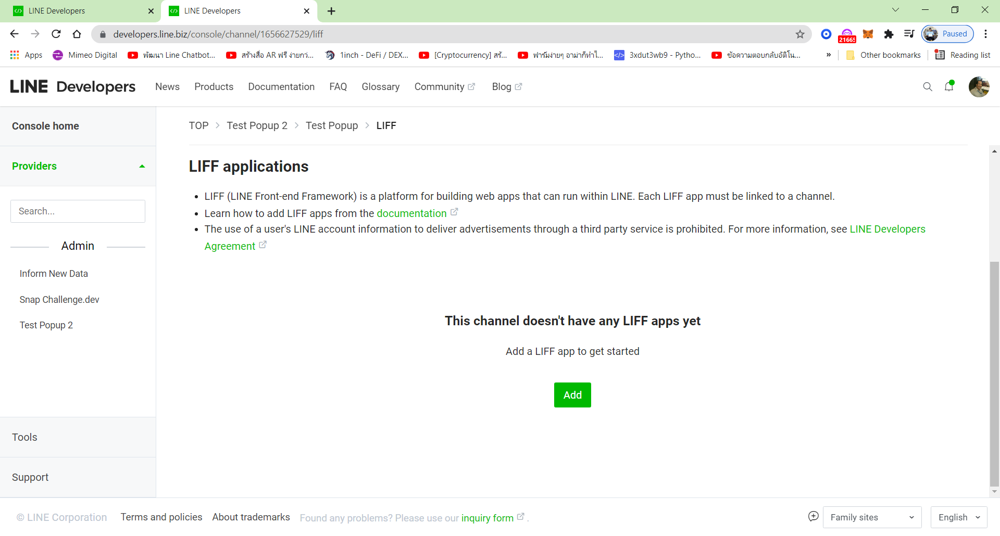 LINE Developers
LINE Developers
developers.line.biz/console/channel/1656627529/liff
21665
Paused
Apps
Mimeo Digital
พัฒนา Line Chatbot...
สร้างสื่อ AR ฟรี ง่ายกว่...
1inch - DeFi / DEX...
[Cryptocurrency] สร้...
ฟาร์มง่ายๆ อาม่าก็ทำไ...
3xdut3wb9 - Pytho...
ข้อความตอบกลับอัติโน...
»
Other bookmarks
Reading list
LINE Developers
News
Products
Documentation
FAQ
Glossary
Community
Blog
Console home
Providers
Search...
Admin
Inform New Data
Snap Challenge.dev
Test Popup 2
Tools
Support
TOP > Test Popup 2 > Test Popup > LIFF
LIFF applications
• LIFF (LINE Front-end Framework) is a platform for building web apps that can run within LINE. Each LIFF app must be linked to a channel.
• Learn how to add LIFF apps from the documentation
• The use of a user's LINE account information to deliver advertisements through a third party service is prohibited. For more information, see LINE Developers
Agreement
This channel doesn't have any LIFF apps yet
Add a LIFF app to get started
Add
© LINE Corporation
Terms and policies
About trademarks
Found any problems? Please use our inquiry form .
Family sites
English